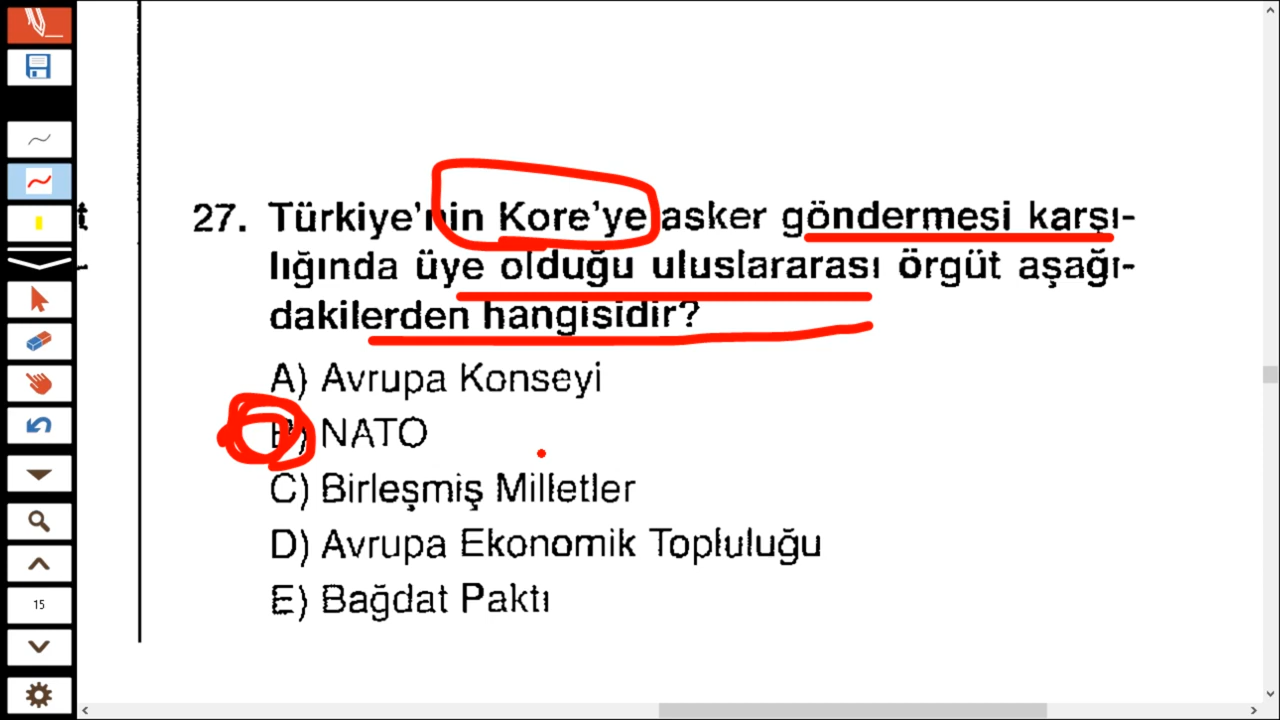 27. Türkiye'nin Kore'ye asker göndermesi karşı-
lığında üye olduğu uluslararası örgüt aşağı-
dakilerden hangisidir?
A) Avrupa Konseyi
B) NATO
C) Birleşmiş Milletler
D) Avrupa Ekonomik Topluluğu
E) Bağdat Paktı
15